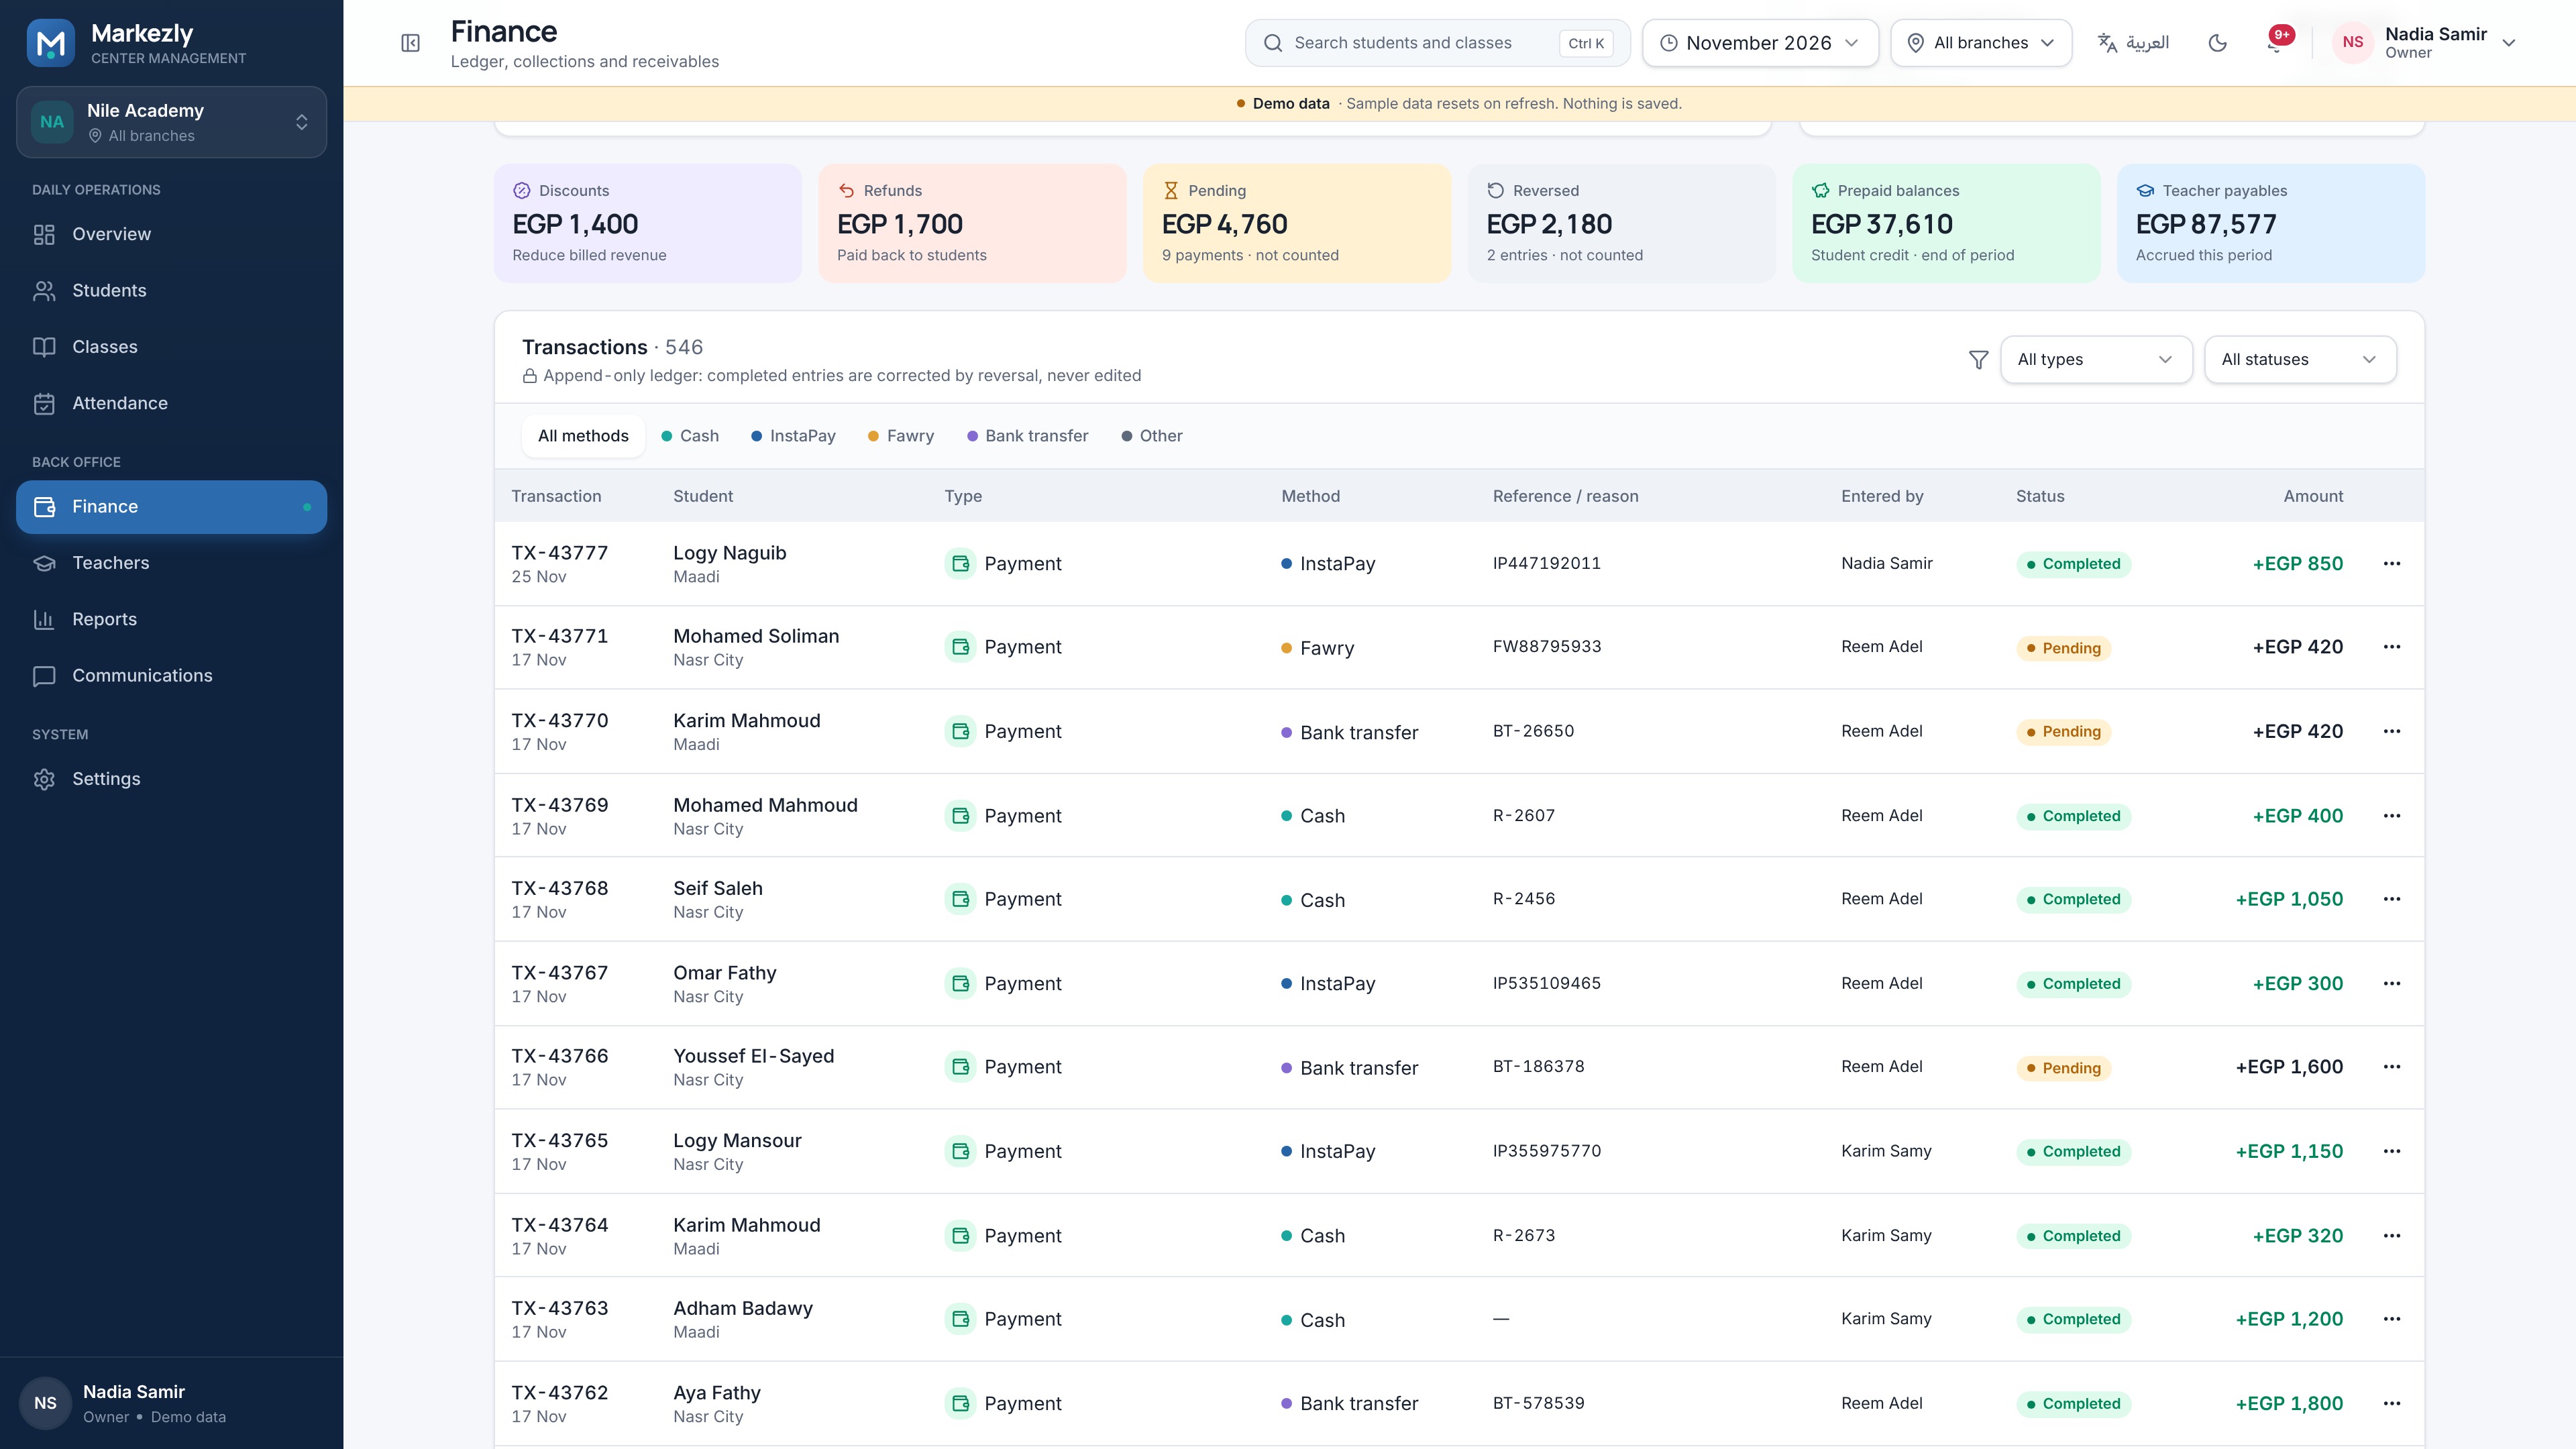 Markezly
CENTER MANAGEMENT
NA
Nile Academy
All branches
DAILY OPERATIONS
Overview
Students
Classes
Attendance
BACK OFFICE
Finance
Teachers
Reports
Communications
SYSTEM
Settings
NS
Nadia Samir
Owner • Demo data
Finance
Ledger, collections and receivables
Search students and classes Ctrl K
November 2026
All branches
العربية
9+
NS
Nadia Samir
Owner
Demo data · Sample data resets on refresh. Nothing is saved.
Discounts
EGP 1,400
Reduce billed revenue
Refunds
EGP 1,700
Paid back to students
Pending
EGP 4,760
9 payments · not counted
Reversed
EGP 2,180
2 entries · not counted
Prepaid balances
EGP 37,610
Student credit · end of period
Teacher payables
EGP 87,577
Accrued this period
Transactions · 546
Append-only ledger: completed entries are corrected by reversal, never edited
All types
All statuses
All methods Cash InstaPay Fawry Bank transfer Other
Transaction Student Type Method Reference / reason Entered by Status Amount
TX-43777 Logy Naguib Payment InstaPay IP447192011 Nadia Samir Completed +EGP 850
25 Nov Maadi
TX-43771 Mohamed Soliman Payment Fawry FW88795933 Reem Adel Pending +EGP 420
17 Nov Nasr City
TX-43770 Karim Mahmoud Payment Bank transfer BT-26650 Reem Adel Pending +EGP 420
17 Nov Maadi
TX-43769 Mohamed Mahmoud Payment Cash R-2607 Reem Adel Completed +EGP 400
17 Nov Nasr City
TX-43768 Seif Saleh Payment Cash R-2456 Reem Adel Completed +EGP 1,050
17 Nov Nasr City
TX-43767 Omar Fathy Payment InstaPay IP535109465 Reem Adel Completed +EGP 300
17 Nov Nasr City
TX-43766 Youssef El-Sayed Payment Bank transfer BT-186378 Reem Adel Pending +EGP 1,600
17 Nov Nasr City
TX-43765 Logy Mansour Payment InstaPay IP355975770 Karim Samy Completed +EGP 1,150
17 Nov Nasr City
TX-43764 Karim Mahmoud Payment Cash R-2673 Karim Samy Completed +EGP 320
17 Nov Maadi
TX-43763 Adham Badawy Payment Cash — Karim Samy Completed +EGP 1,200
17 Nov Maadi
TX-43762 Aya Fathy Payment Bank transfer BT-578539 Reem Adel Completed +EGP 1,800
17 Nov Nasr City